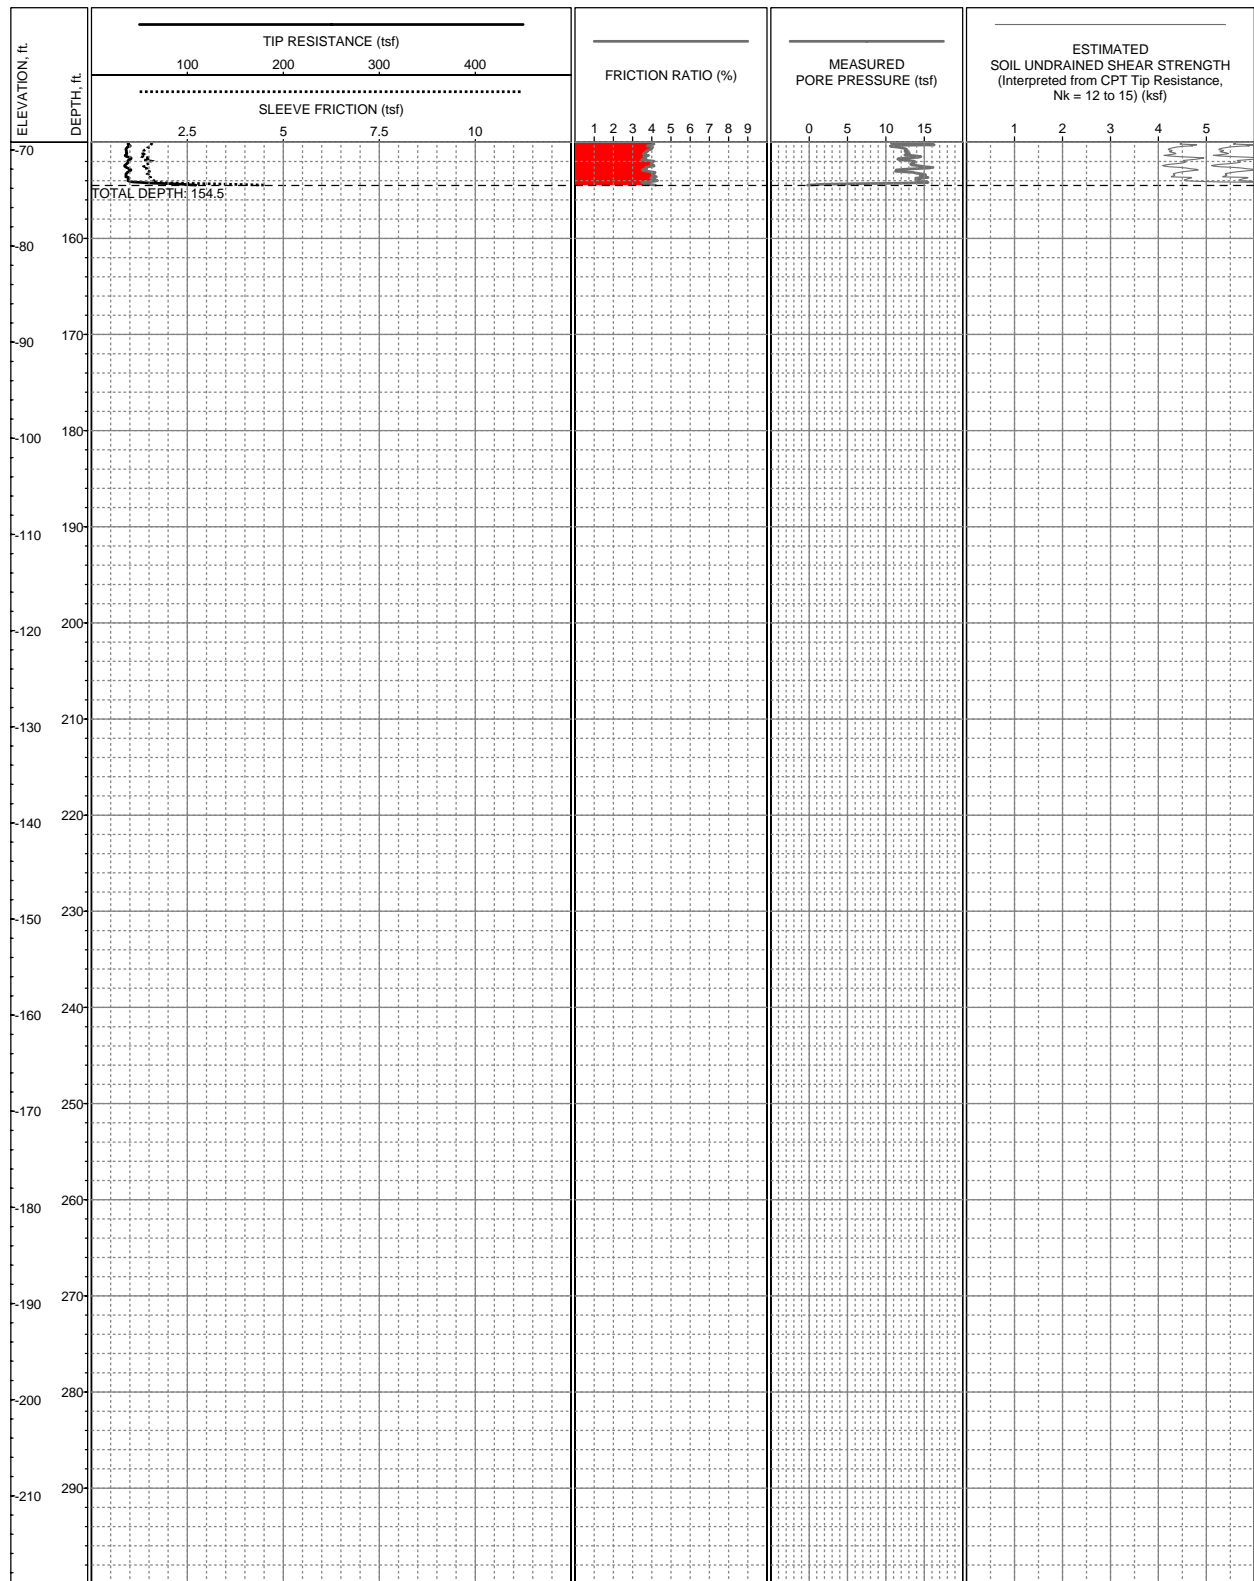 ELEVATION, ft.
DEPTH, ft.
TIP RESISTANCE (tsf)
100 200 300 400
SLEEVE FRICTION (tsf)
2.5 5 7.5 10
FRICTION RATIO (%)
1 2 3 4 5 6 7 8 9
MEASURED
PORE PRESSURE (tsf)
0 5 10 15
ESTIMATED
SOIL UNDRAINED SHEAR STRENGTH
(Interpreted from CPT Tip Resistance,
Nk = 12 to 15) (ksf)
1 2 3 4 5
-70
TOTAL DEPTH: 154.5
160
-80
170
-90
180
-100
190
-110
200
-120
210
-130
220
-140
230
-150
240
-160
250
-170
260
-180
270
-190
280
-200
290
-210